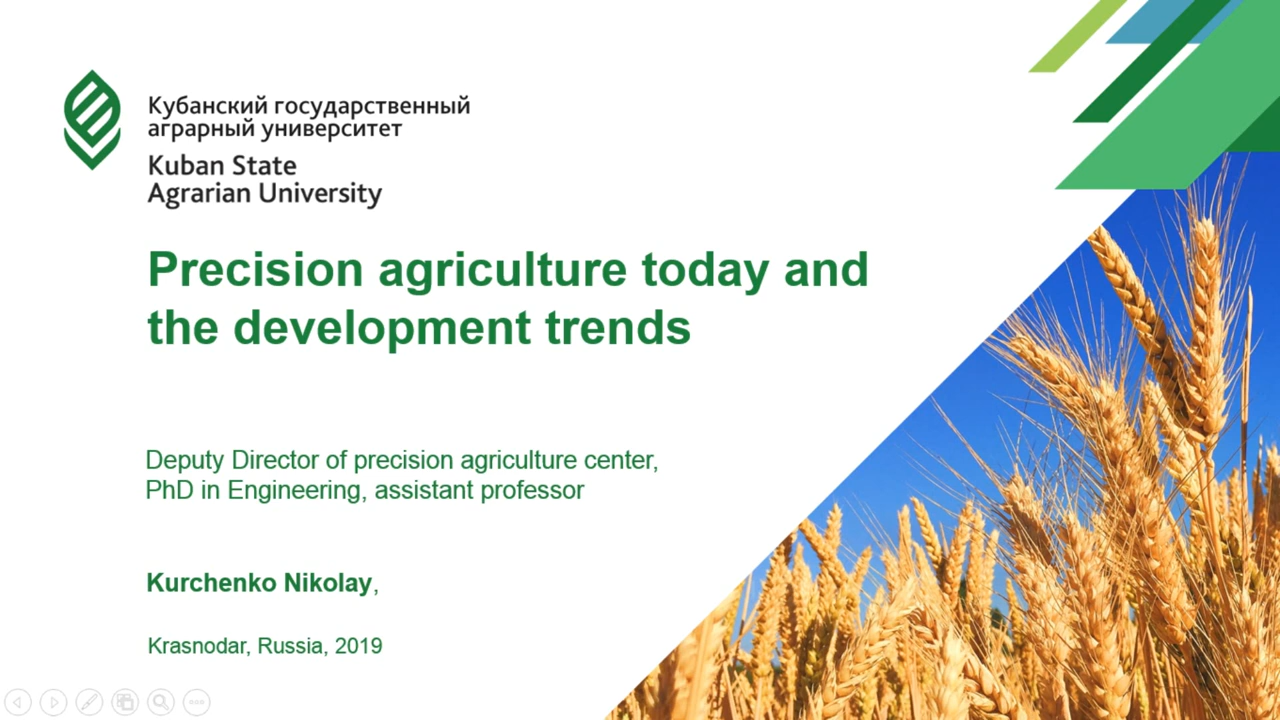 Кубанский государственный
аграрный университет
Kuban State
Agrarian University
Precision agriculture today and
the development trends
Deputy Director of precision agriculture center,
PhD in Engineering, assistant professor
Kurchenko Nikolay,
Krasnodar, Russia, 2019